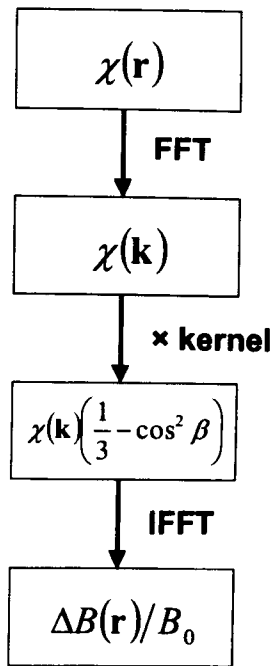 χ(r)
FFT
χ(k)
× kernel
χ(k)(1/3 − cos² β)
IFFT
ΔB(r)/B₀